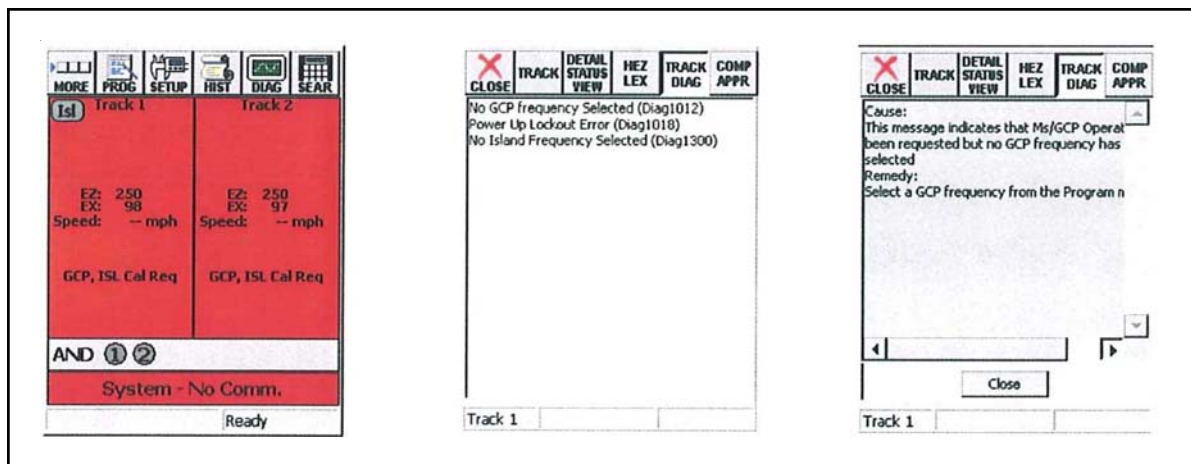 MORE PROG SETUP HIST DIAG SEAR
Isl Track 1 Track 2
EZ: 250 EZ: 250
EX: 98 EX: 97
Speed: -- mph Speed: -- mph
GCP, ISL Cal Req GCP, ISL Cal Req
AND 1 2
System - No Comm.
Ready
CLOSE TRACK DETAIL STATUS VIEW HEZ LEX TRACK DIAG COMP APPR
No GCP frequency Selected (Diag1012)
Power Up Lockout Error (Diag1018)
No Island Frequency Selected (Diag1300)
Track 1
CLOSE TRACK DETAIL STATUS VIEW HEZ LEX TRACK DIAG COMP APPR
Cause:
This message indicates that Ms/GCP Operat
been requested but no GCP frequency has
selected
Remedy:
Select a GCP frequency from the Program n
Close
Track 1